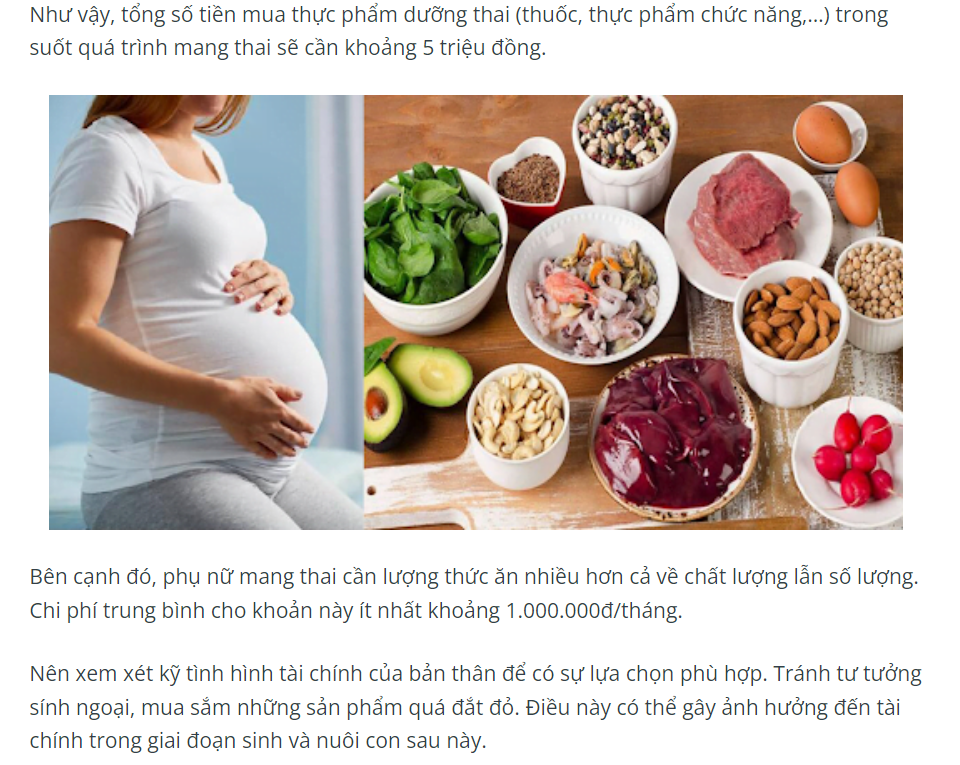 Như vậy, tổng số tiền mua thực phẩm dưỡng thai (thuốc, thực phẩm chức năng,...) trong
suốt quá trình mang thai sẽ cần khoảng 5 triệu đồng.
Bên cạnh đó, phụ nữ mang thai cần lượng thức ăn nhiều hơn cả về chất lượng lẫn số lượng.
Chi phí trung bình cho khoản này ít nhất khoảng 1.000.000đ/tháng.
Nên xem xét kỹ tình hình tài chính của bản thân để có sự lựa chọn phù hợp. Tránh tư tưởng
sính ngoại, mua sắm những sản phẩm quá đắt đỏ. Điều này có thể gây ảnh hưởng đến tài
chính trong giai đoạn sinh và nuôi con sau này.